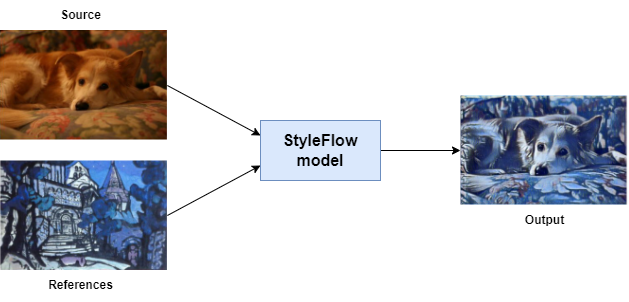 Source
StyleFlow
model
Output
References